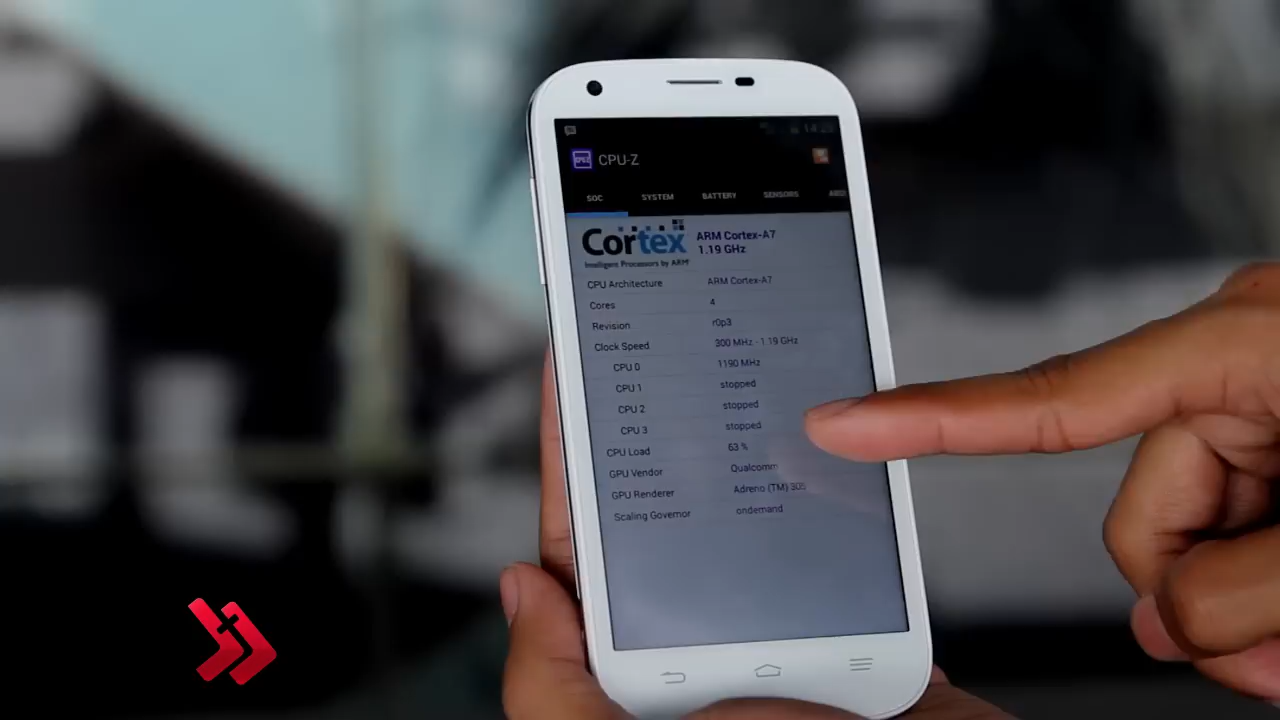 14:29
CPU-Z
CPU-Z
SOC SYSTEM BATTERY SENSORS
Cortex
Intelligent Processors by ARM®
ARM Cortex-A7
1.19 GHz
CPU Architecture ARM Cortex-A7
Cores 4
Revision r0p3
Clock Speed 300 MHz - 1.19 GHz
CPU 0 1190 MHz
CPU 1 stopped
CPU 2 stopped
CPU 3 stopped
CPU Load 63 %
GPU Vendor Qualcomm
GPU Renderer Adreno (TM) 305
Scaling Governor ondemand